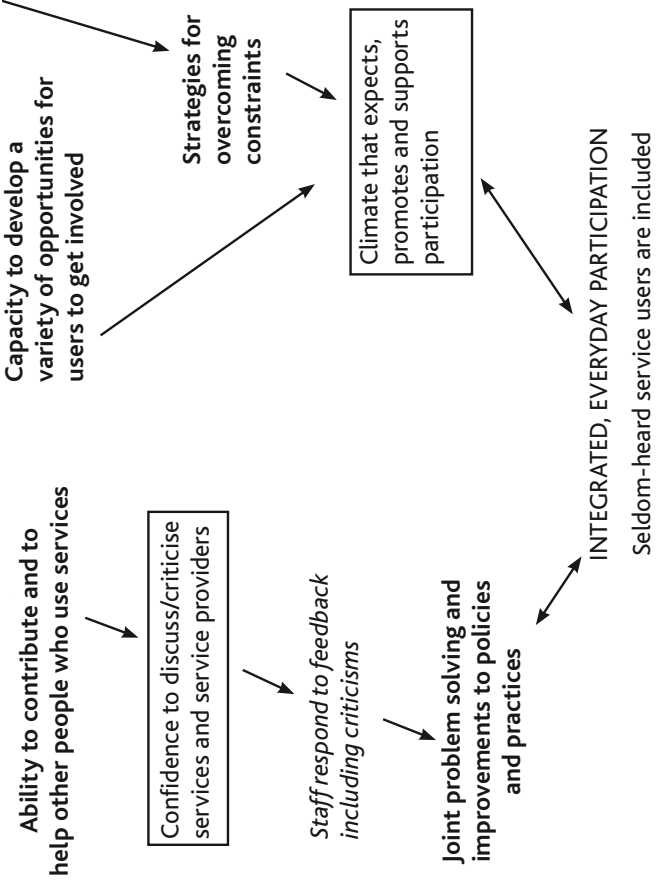 Capacity to develop a
variety of opportunities for
users to get involved
Strategies for
overcoming
constraints
Climate that expects,
promotes and supports
participation
Ability to contribute and to
help other people who use services
Confidence to discuss/criticise
services and service providers
Staff respond to feedback
including criticisms
Joint problem solving and
improvements to policies
and practices
INTEGRATED, EVERYDAY PARTICIPATION
Seldom-heard service users are included